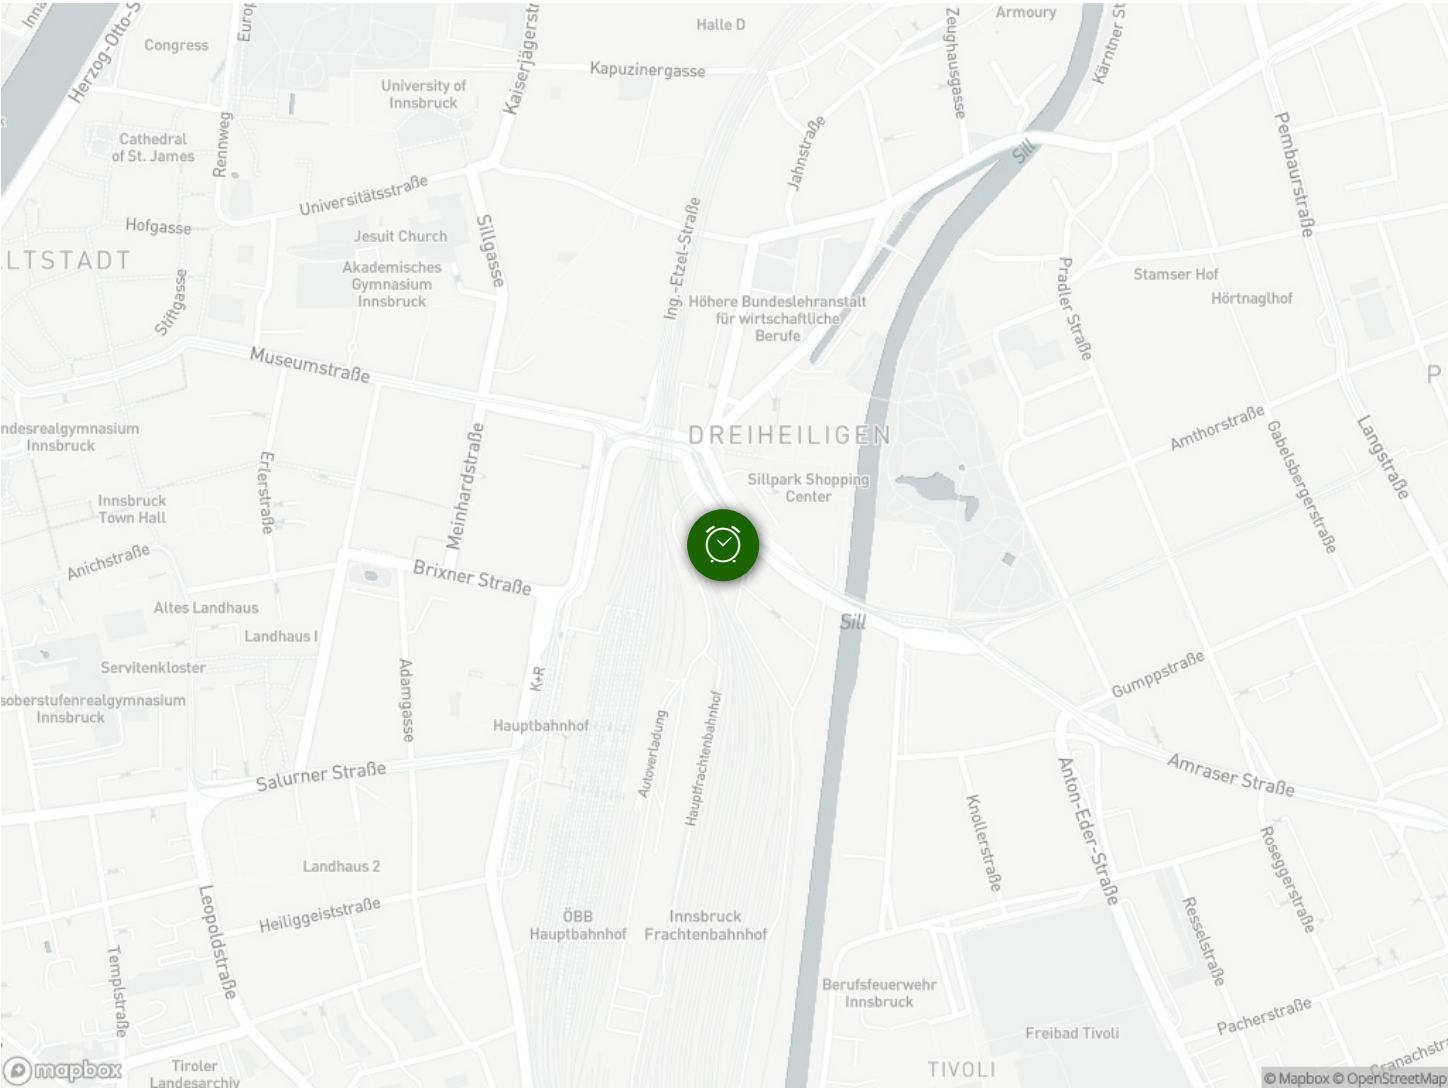 Inna
Herzog-Otto-S
Congress
Europ
Kaiserjägerstr
Halle D
Zeughausgasse
Armoury
Kärntner St
Kapuzinergasse
University of
Innsbruck
Cathedral
of St. James
Rennweg
Jahnstraße
Sill
Pembaurstraße
Universitätsstraße
Hofgasse
Sillgasse
Ing.-Etzel-Straße
Jesuit Church
LTSTADT
Akademisches
Gymnasium
Innsbruck
Stiftgasse
Höhere Bundeslehranstalt
für wirtschaftliche
Berufe
Pradler Straße
Stamser Hof
Hörtnaglhof
Museumstraße
P
ndesrealgymnasium
Innsbruck
Meinhardstraße
DREIHEILIGEN
Amthorstraße
Gabelsbergerstraße
Langstraße
Erlerstraße
Sillpark Shopping
Center
Innsbruck
Town Hall
Anichstraße
Brixner Straße
Altes Landhaus
Sill
Landhaus I
Servitenkloster
Adamgasse
K+R
Gumppstraße
soberstufenrealgymnasium
Innsbruck
Hauptbahnhof
Autoverladung
Hauptfrachtenbahnhof
Salurner Straße
Amraser Straße
Anton-Eder-Straße
Knollerstraße
Landhaus 2
Roseggerstraße
Leopoldstraße
Heiliggeiststraße
ÖBB
Hauptbahnhof
Innsbruck
Frachtenbahnhof
Resselstraße
Templstraße
Berufsfeuerwehr
Innsbruck
Freibad Tivoli
Pacherstraße
Cranachstra
Tiroler
Landesarchiv
TIVOLI
mapbox
© Mapbox © OpenStreetMap